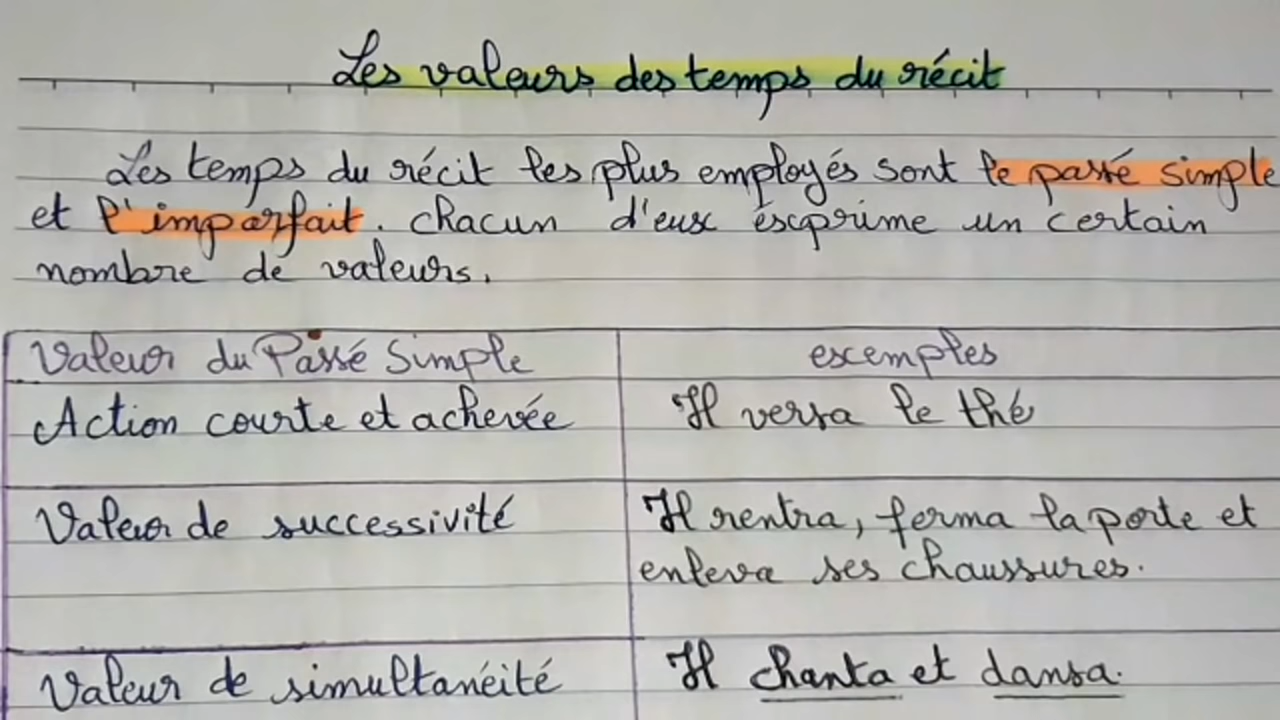 Les valeurs des temps du récit
Les temps du récit les plus employés sont le passé simple
et l'imparfait. chacun d'eux éxprime un certain
nombre de valeurs.
Valeur du Passé Simple exemples
Action courte et achevée Il versa le thé
Valeur de successivité Il rentra, ferma la porte et
enleva ses chaussures.
Valeur de simultanéité Il chanta et dansa.